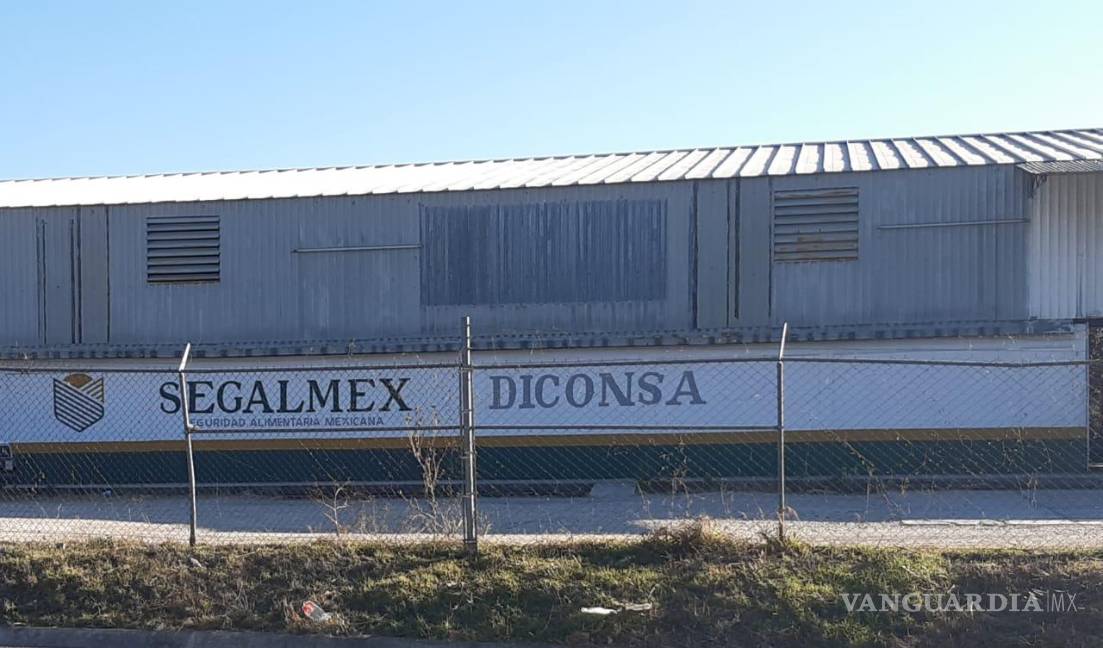 SEGALMEX DICONSA
SEGURIDAD ALIMENTARIA MEXICANA
VANGUARDIA MX